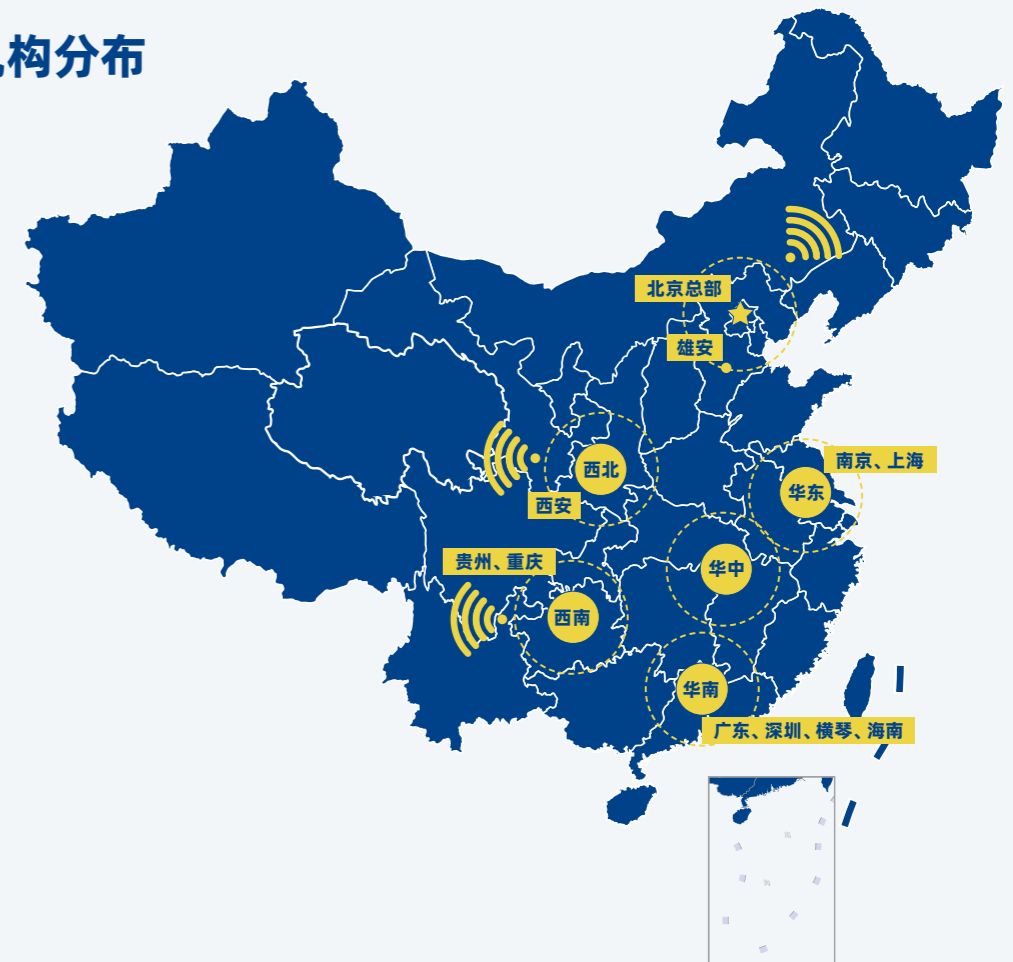 构分布
北京总部
雄安
南京、上海
西北
华东
西安
贵州、重庆
华中
西南
华南
广东、深圳、横琴、海南